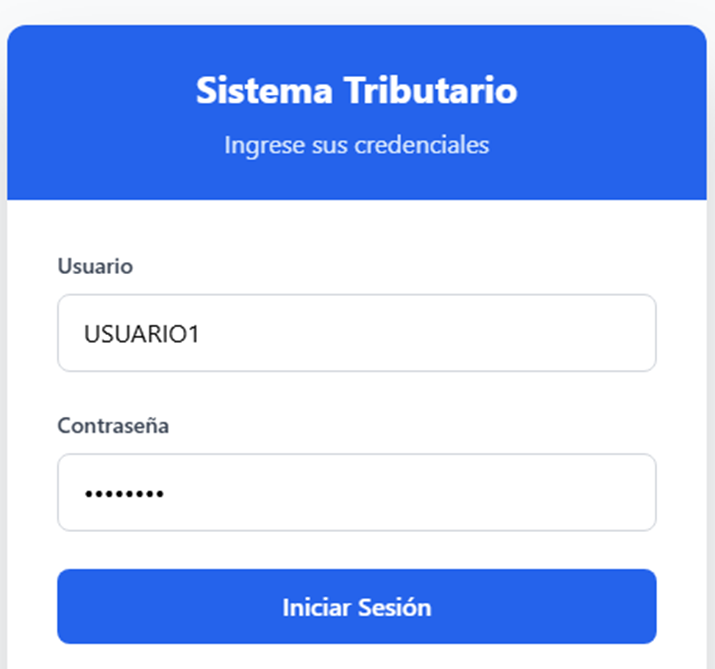 Sistema Tributario
Ingrese sus credenciales
Usuario
USUARIO1
Contraseña
••••••••
Iniciar Sesión